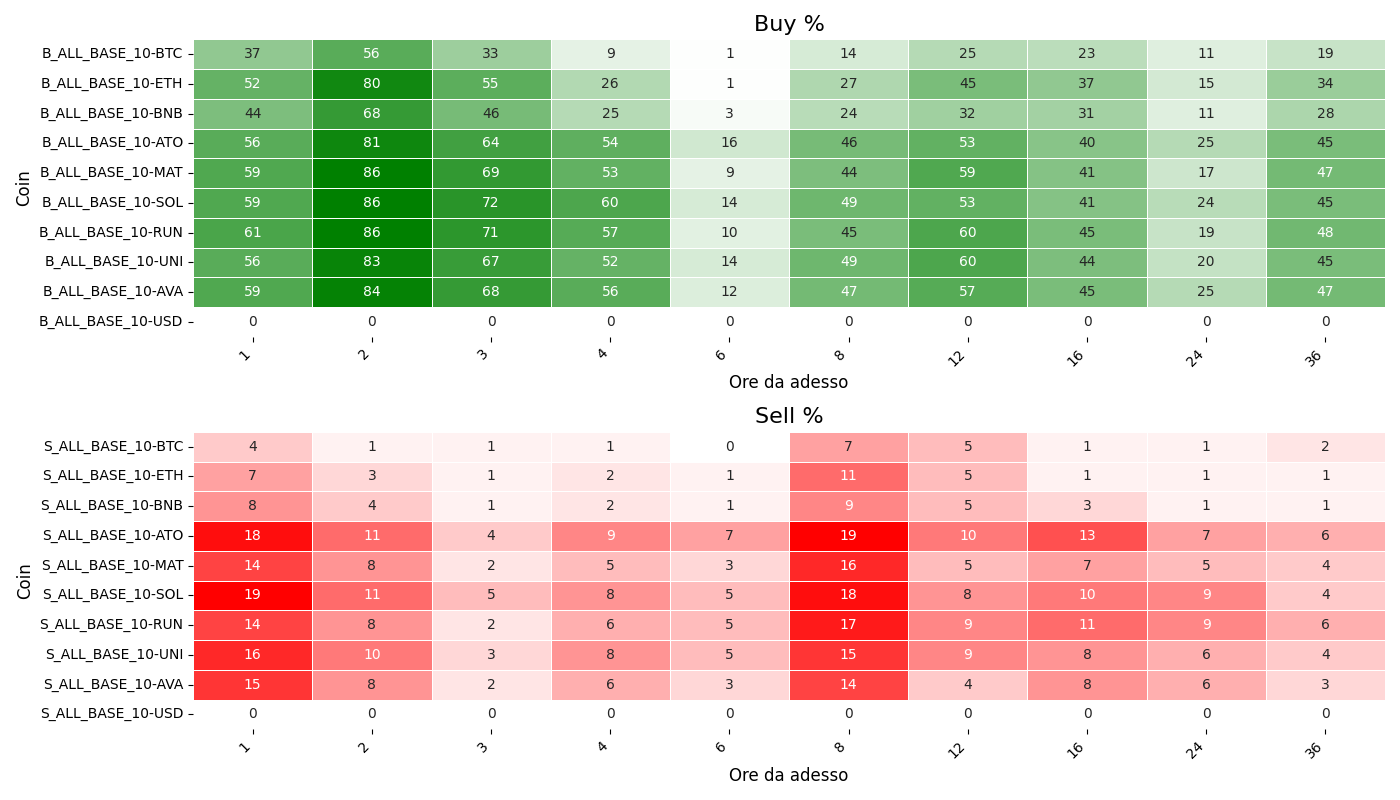 Buy %
Coin
B_ALL_BASE_10-BTC 37 56 33 9 1 14 25 23 11 19
B_ALL_BASE_10-ETH 52 80 55 26 1 27 45 37 15 34
B_ALL_BASE_10-BNB 44 68 46 25 3 24 32 31 11 28
B_ALL_BASE_10-ATO 56 81 64 54 16 46 53 40 25 45
B_ALL_BASE_10-MAT 59 86 69 53 9 44 59 41 17 47
B_ALL_BASE_10-SOL 59 86 72 60 14 49 53 41 24 45
B_ALL_BASE_10-RUN 61 86 71 57 10 45 60 45 19 48
B_ALL_BASE_10-UNI 56 83 67 52 14 49 60 44 20 45
B_ALL_BASE_10-AVA 59 84 68 56 12 47 57 45 25 47
B_ALL_BASE_10-USD 0 0 0 0 0 0 0 0 0 0
1 2 3 4 6 8 12 16 24 36
Ore da adesso
Sell %
Coin
S_ALL_BASE_10-BTC 4 1 1 1 0 7 5 1 1 2
S_ALL_BASE_10-ETH 7 3 1 2 1 11 5 1 1 1
S_ALL_BASE_10-BNB 8 4 1 2 1 9 5 3 1 1
S_ALL_BASE_10-ATO 18 11 4 9 7 19 10 13 7 6
S_ALL_BASE_10-MAT 14 8 2 5 3 16 5 7 5 4
S_ALL_BASE_10-SOL 19 11 5 8 5 18 8 10 9 4
S_ALL_BASE_10-RUN 14 8 2 6 5 17 9 11 9 6
S_ALL_BASE_10-UNI 16 10 3 8 5 15 9 8 6 4
S_ALL_BASE_10-AVA 15 8 2 6 3 14 4 8 6 3
S_ALL_BASE_10-USD 0 0 0 0 0 0 0 0 0 0
1 2 3 4 6 8 12 16 24 36
Ore da adesso